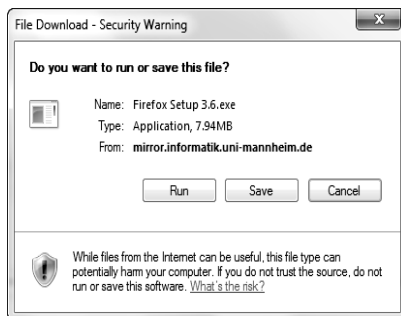 File Download - Security Warning
X
Do you want to run or save this file?
Name: Firefox Setup 3.6.exe
Type: Application, 7.94MB
From: mirror.informatik.uni-mannheim.de
Run Save Cancel
While files from the Internet can be useful, this file type can
potentially harm your computer. If you do not trust the source, do not
run or save this software. What's the risk?